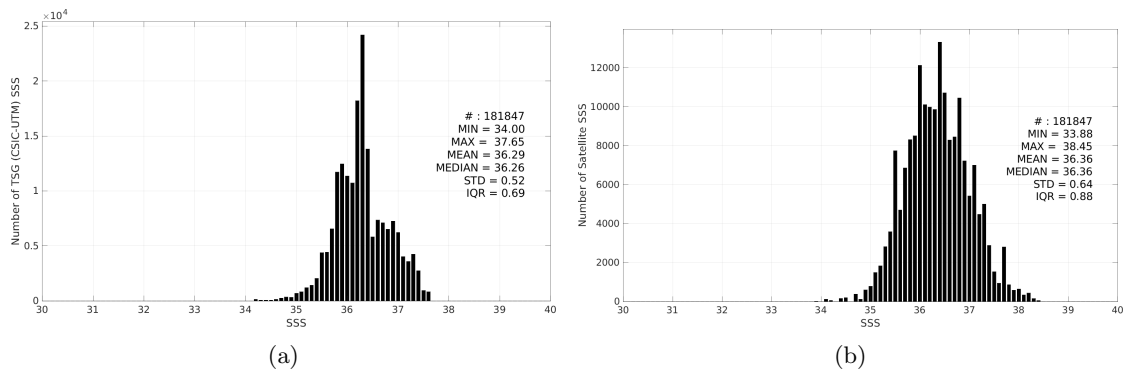 ×10⁴
2.5
2
1.5
1
0.5
0
Number of TSG (CSIC-UTM) SSS
# : 181847
MIN = 34.00
MAX = 37.65
MEAN = 36.29
MEDIAN = 36.26
STD = 0.52
IQR = 0.69
30 31 32 33 34 35 36 37 38 39 40
SSS
(a)
12000
10000
8000
6000
4000
2000
0
Number of Satellite SSS
# : 181847
MIN = 33.88
MAX = 38.45
MEAN = 36.36
MEDIAN = 36.36
STD = 0.64
IQR = 0.88
30 31 32 33 34 35 36 37 38 39 40
SSS
(b)